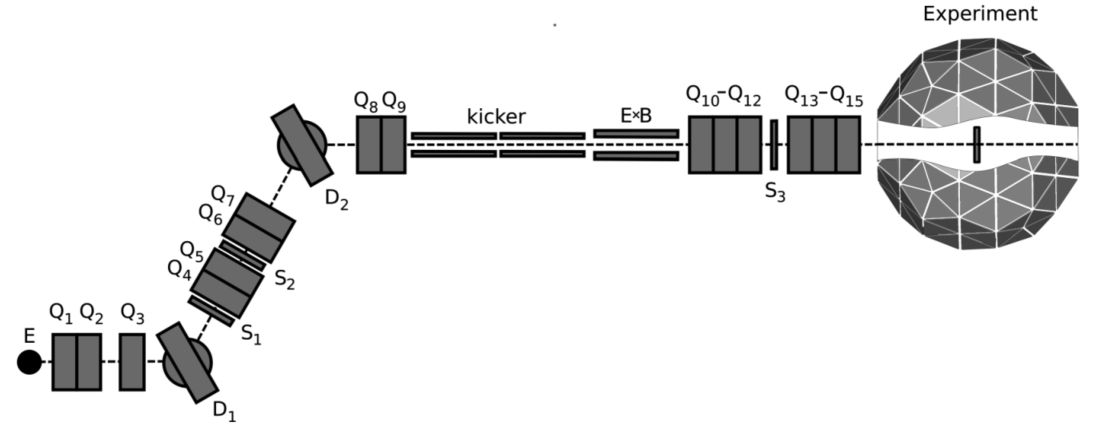 Experiment
Q₈ Q₉
kicker
E×B
Q₁₀-Q₁₂
Q₁₃-Q₁₅
S₃
D₂
Q₇
Q₆
Q₅
Q₄
S₂
S₁
E
Q₁ Q₂
Q₃
D₁